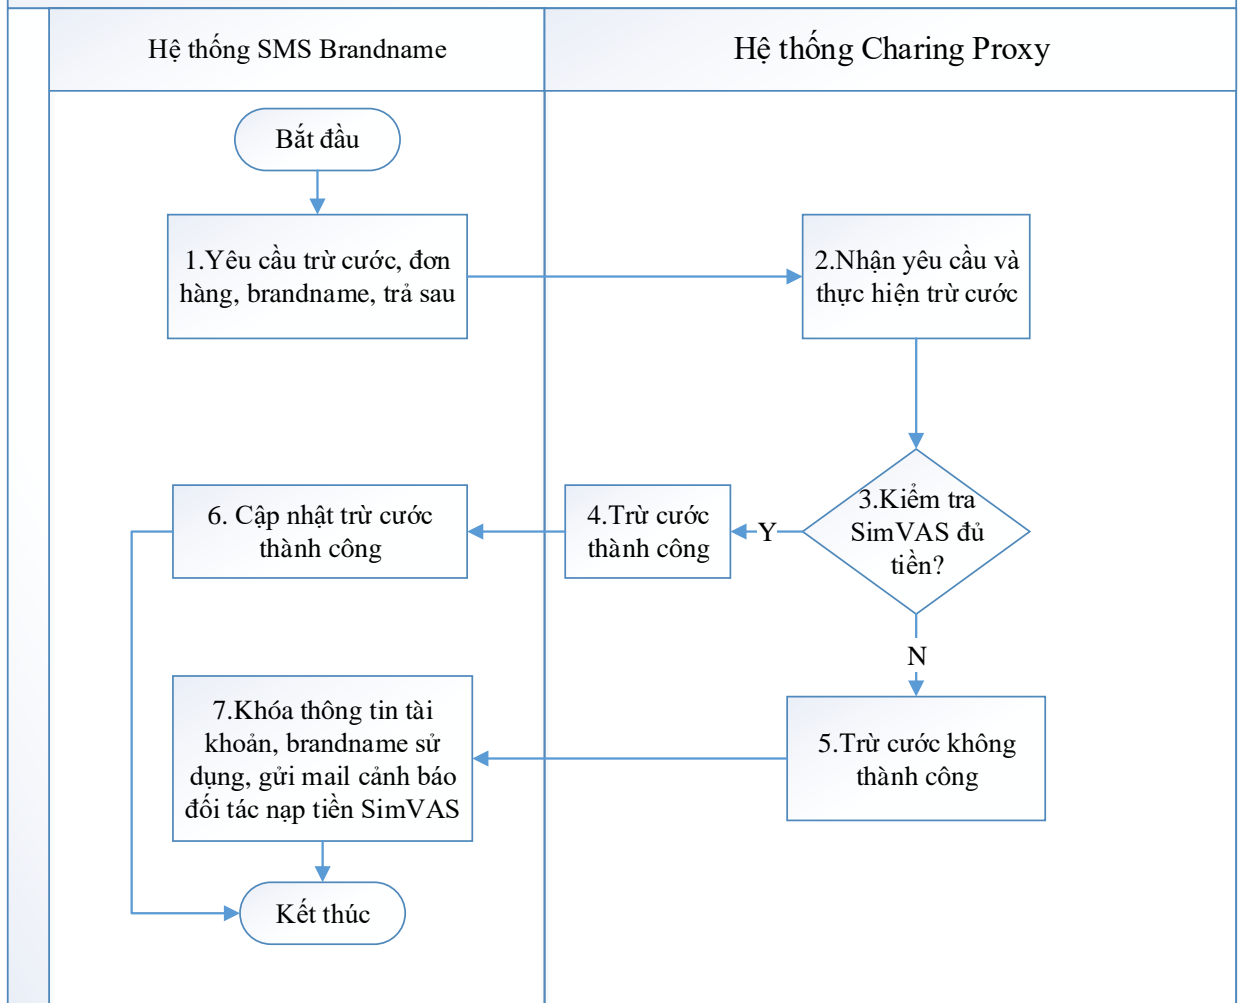 Hệ thống SMS Brandname
Hệ thống Charing Proxy
Bắt đầu
1.Yêu cầu trừ cước, đơn
hàng, brandname, trả sau
2.Nhận yêu cầu và
thực hiện trừ cước
3.Kiểm tra
SimVAS đủ
tiền?
Y
4.Trừ cước
thành công
6. Cập nhật trừ cước
thành công
N
5.Trừ cước không
thành công
7.Khóa thông tin tài
khoản, brandname sử
dụng, gửi mail cảnh báo
đối tác nạp tiền SimVAS
Kết thúc